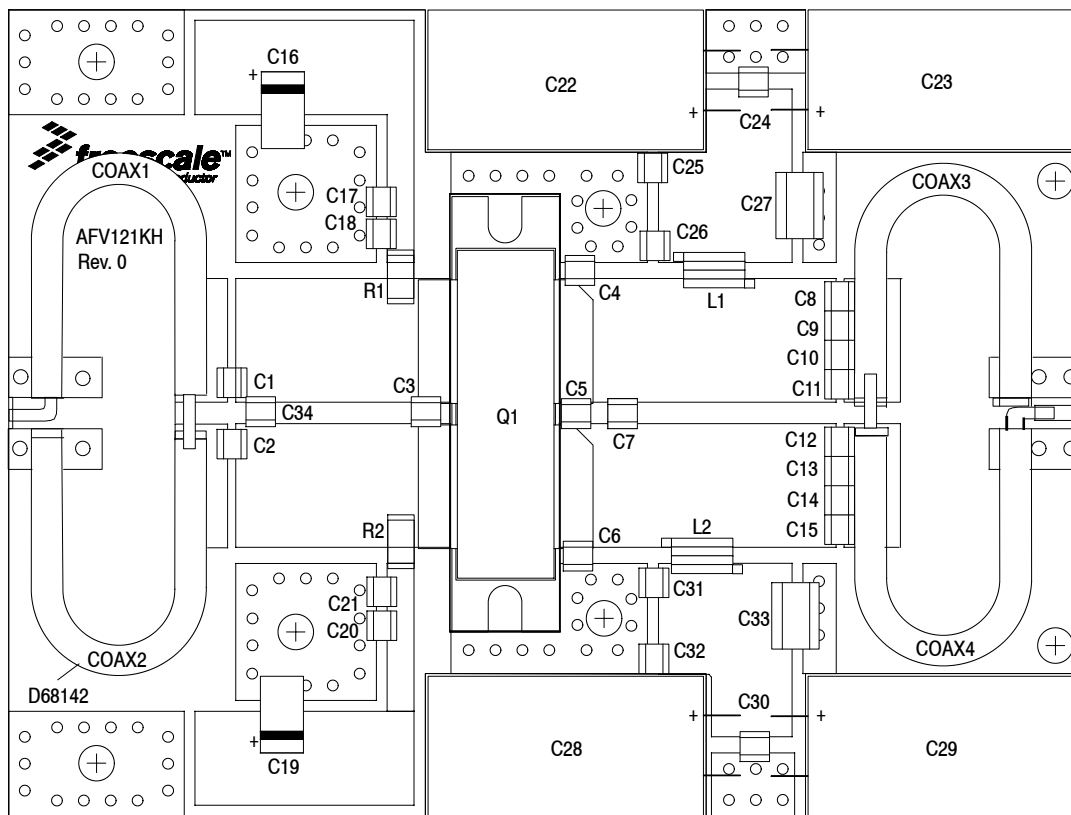 C16
+
C22
C23
+
C24
+
freescale™
COAX1
C25
COAX3
C17
C27
C18
AFV121KH
Rev. 0
C26
R1
C4
L1
C8
C9
C10
C1
C3
C5
C11
C34
Q1
C7
C2
C12
C13
C14
R2
C6
L2
C15
C21
C31
C33
C20
COAX2
C32
COAX4
D68142
+
C30
+
+
C19
C28
C29